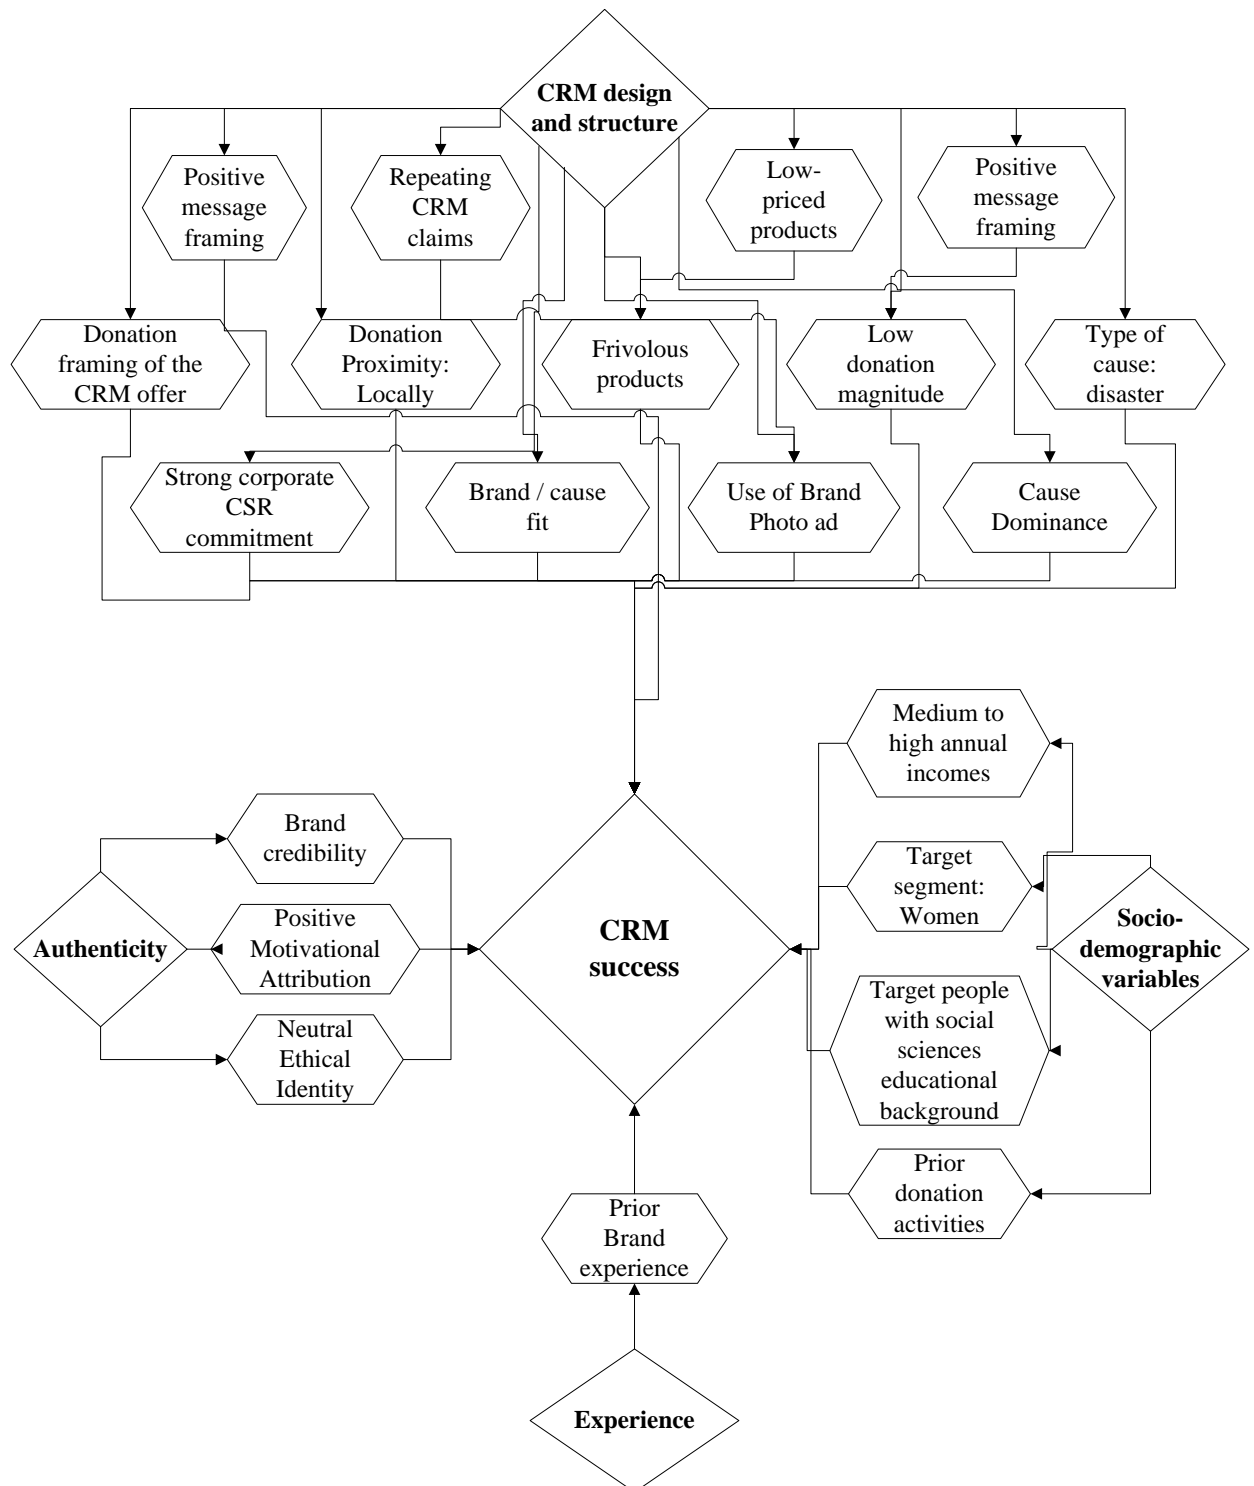 CRM design
and structure
Positive
message
framing
Repeating
CRM
claims
Low-
priced
products
Positive
message
framing
Donation
framing of the
CRM offer
Donation
Proximity:
Locally
Frivolous
products
Low
donation
magnitude
Type of
cause:
disaster
Strong corporate
CSR
commitment
Brand / cause
fit
Use of Brand
Photo ad
Cause
Dominance
Medium to
high annual
incomes
Brand
credibility
Target
segment:
Women
Authenticity
Positive
Motivational
Attribution
CRM
success
Socio-
demographic
variables
Neutral
Ethical
Identity
Target people
with social
sciences
educational
background
Prior
donation
activities
Prior
Brand
experience
Experience